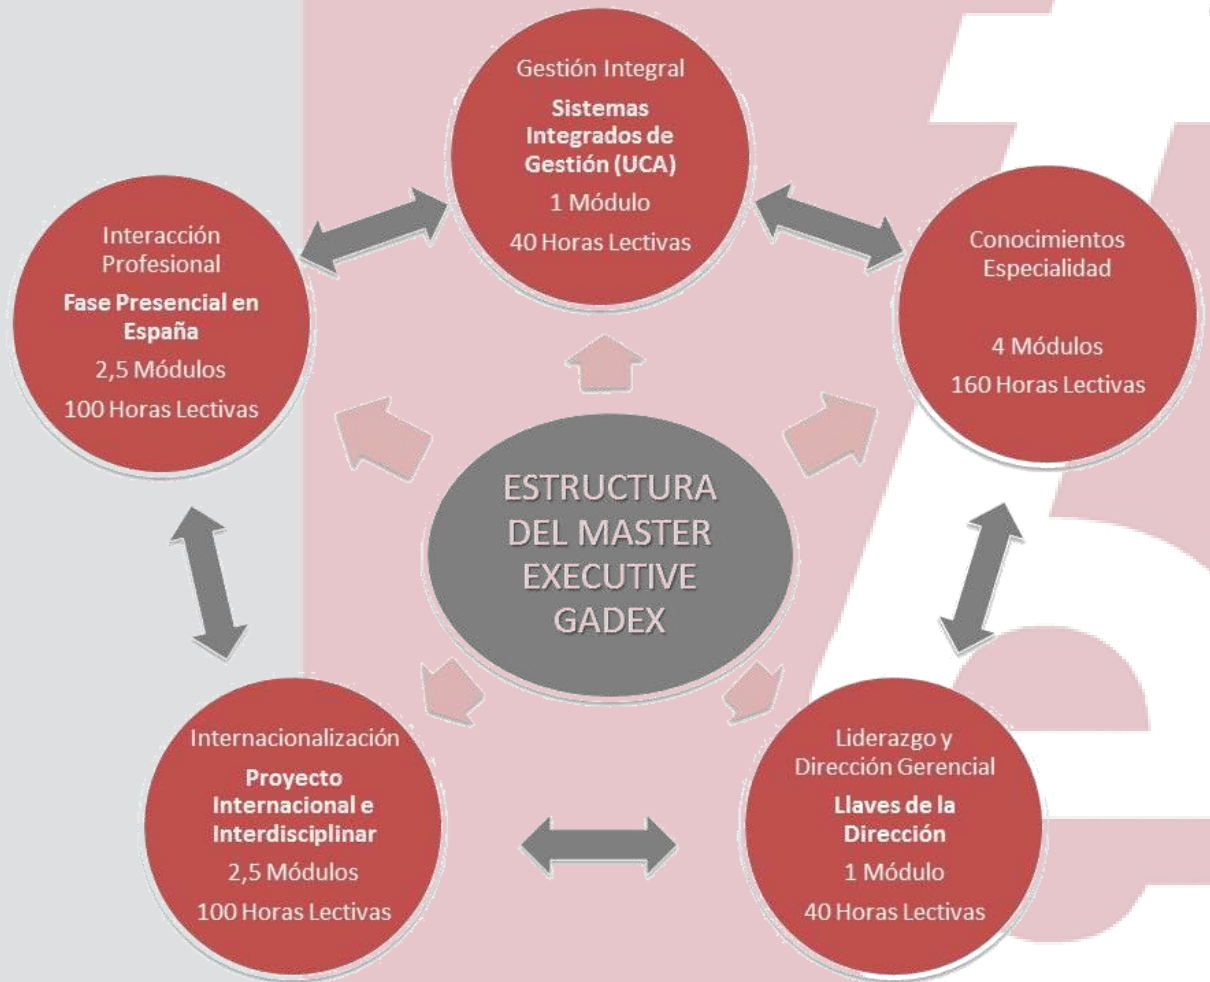 Gestión Integral
Sistemas
Integrados de
Gestión (UCA)
1 Módulo
40 Horas Lectivas
Interacción
Profesional
Fase Presencial en
España
2,5 Módulos
100 Horas Lectivas
Conocimientos
Especialidad
4 Módulos
160 Horas Lectivas
ESTRUCTURA
DEL MASTER
EXECUTIVE
GADEX
Internacionalización
Proyecto
Internacional e
Interdisciplinar
2,5 Módulos
100 Horas Lectivas
Liderazgo y
Dirección Gerencial
Llaves de la
Dirección
1 Módulo
40 Horas Lectivas